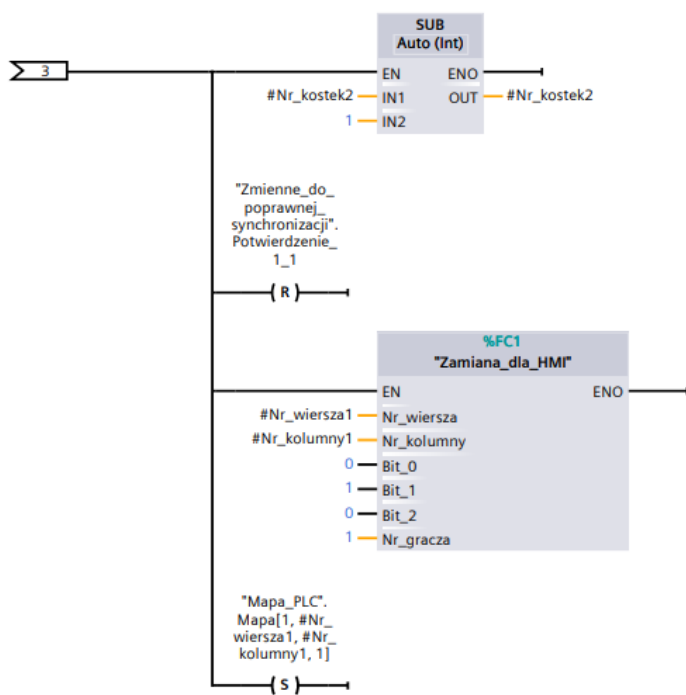 SUB
Auto (Int)
3
EN ENO
#Nr_kostek2 IN1 OUT #Nr_kostek2
1 IN2
"Zmienne_do_
poprawnej_
synchronizacji".
Potwierdzenie_
1_1
R
%FC1
"Zamiana_dla_HMI"
EN ENO
#Nr_wiersza1 Nr_wiersza
#Nr_kolumny1 Nr_kolumny
0 Bit_0
1 Bit_1
0 Bit_2
1 Nr_gracza
"Mapa_PLC".
Mapa[1, #Nr_
wiersza1, #Nr_
kolumny1, 1]
S